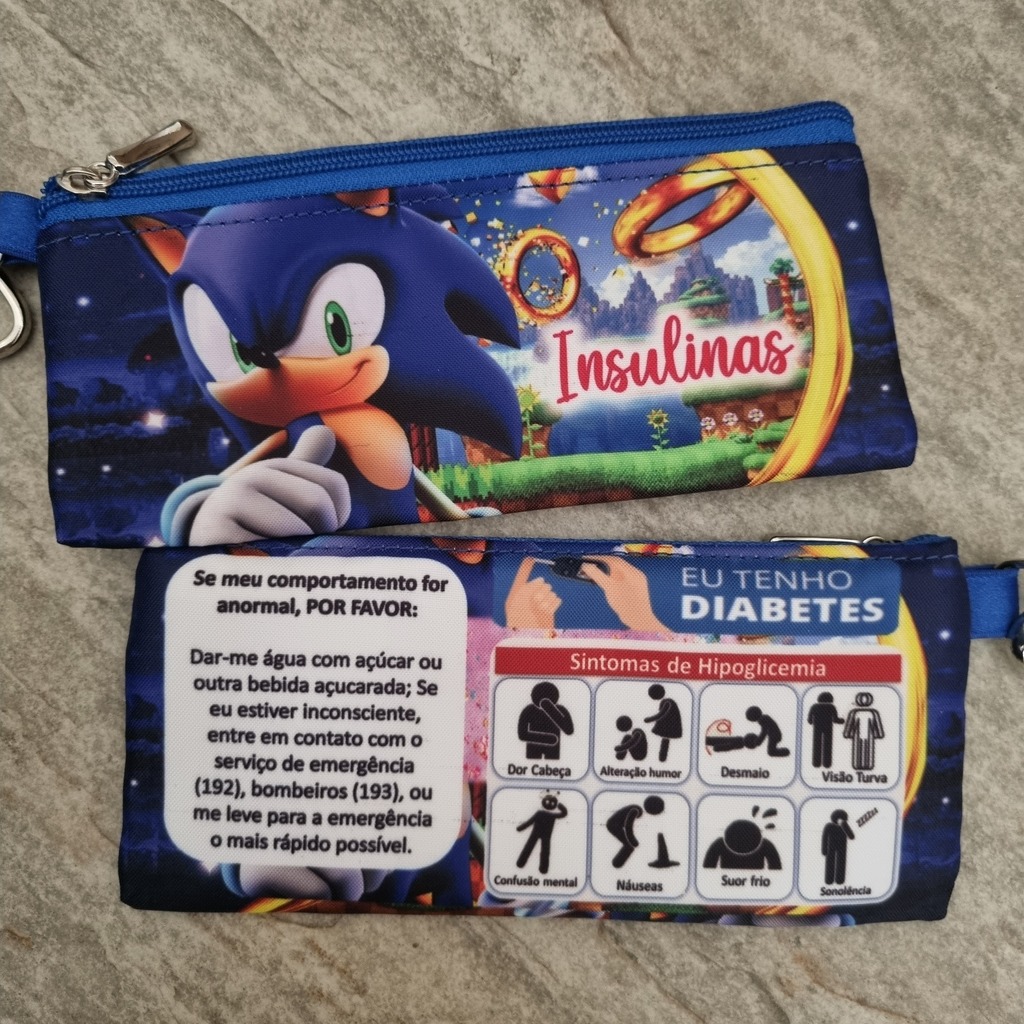 Insulinas
Se meu comportamento for
anormal, POR FAVOR:
Dar-me água com açúcar ou
outra bebida açucarada; Se
eu estiver inconsciente,
entre em contato com o
serviço de emergência
(192), bombeiros (193), ou
me leve para a emergência
o mais rápido possível.
EU TENHO
DIABETES
Sintomas de Hipoglicemia
Dor Cabeça
Alteração humor
Desmaio
Visão Turva
Confusão mental
Náuseas
Suor frio
zzzzz
Sonolência